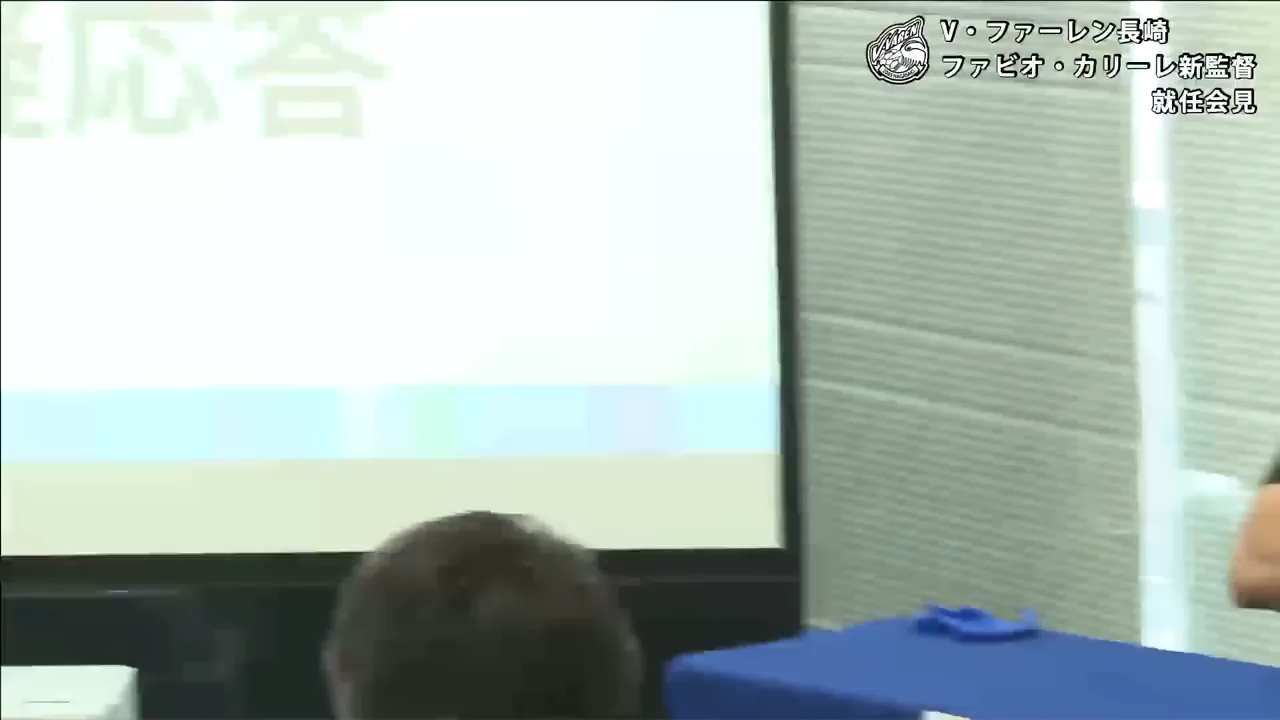 応答
V・ファーレン長崎
ファビオ・カリーレ新監督
就任会見